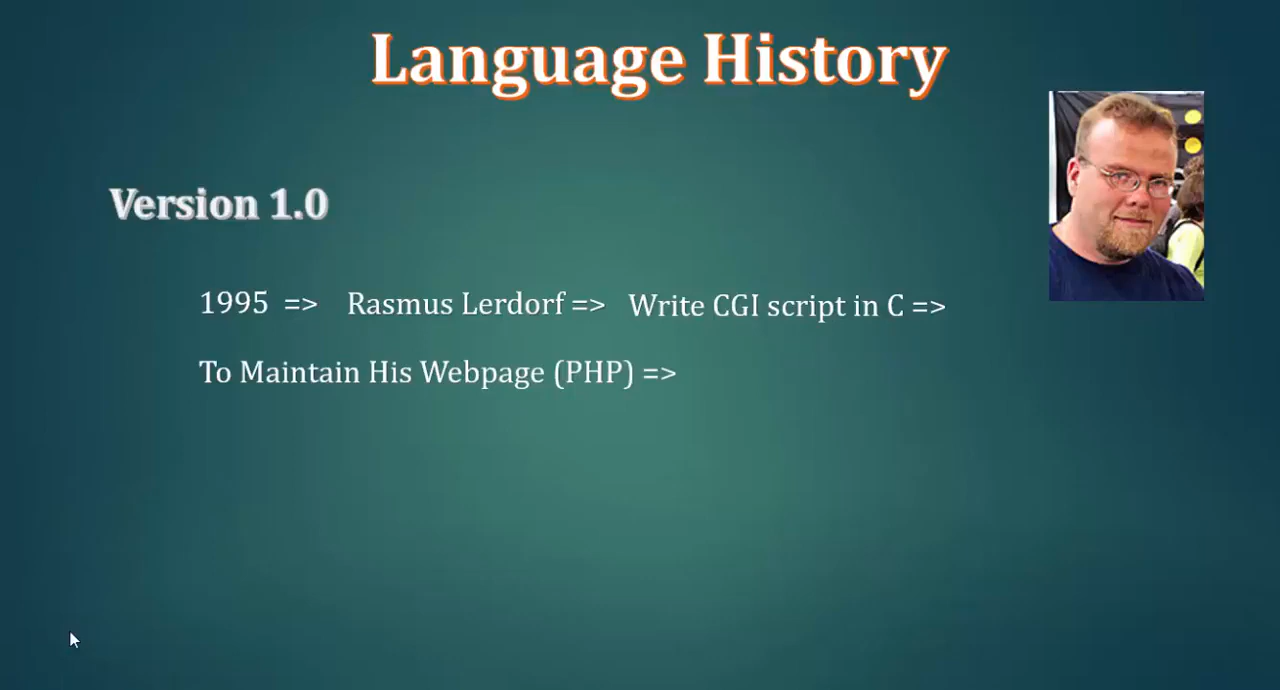 Language History
Version 1.0
1995 => Rasmus Lerdorf => Write CGI script in C =>
To Maintain His Webpage (PHP) =>